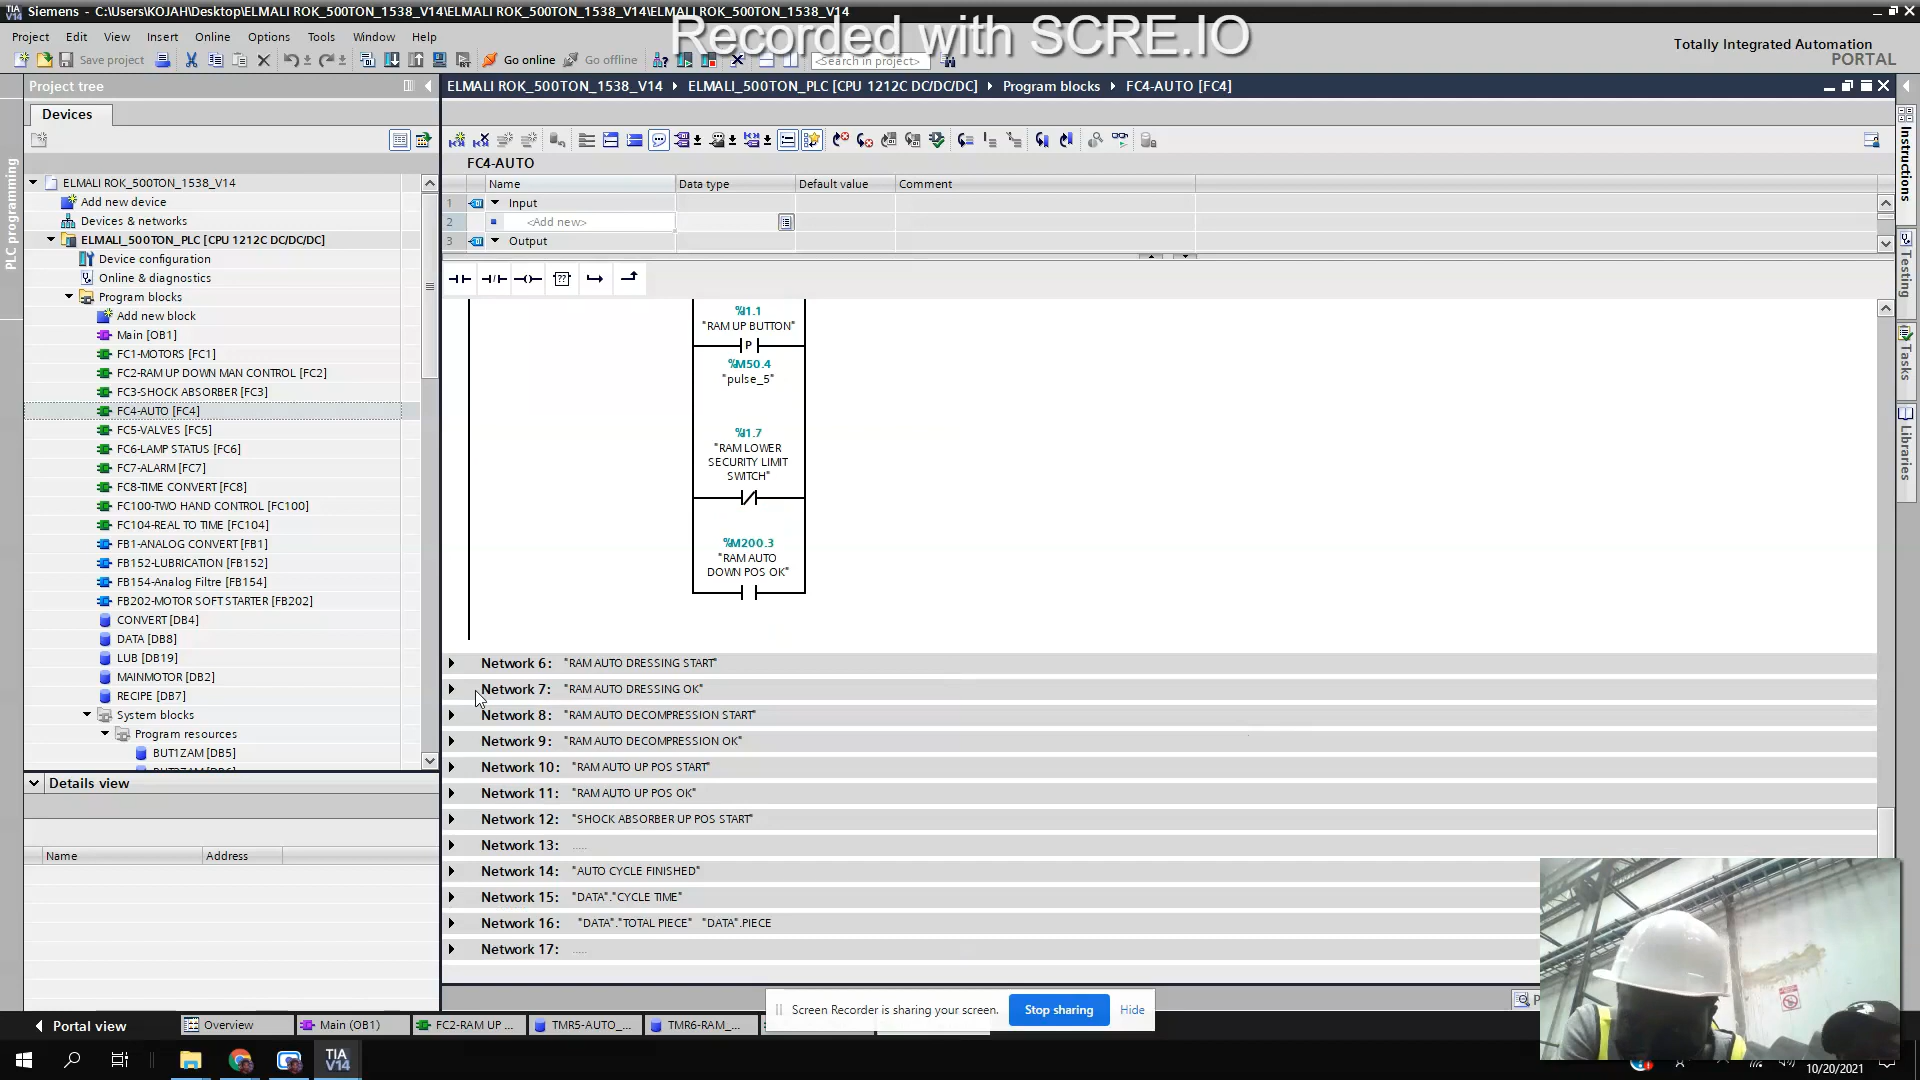 Siemens - C:\Users\KOJAH\Desktop\ELMALI ROK_500TON_1538_V14\ELMALI ROK_500TON_1538_V14\ELMALI ROK_500TON_1538_V14
Recorded with SCRE.IO
Project Edit View Insert Online Options Tools Window Help
Totally Integrated Automation
PORTAL
Save project
Go online
Go offline
<Search in project>
Project tree
ELMALI ROK_500TON_1538_V14 ELMALI_500TON_PLC [CPU 1212C DC/DC/DC] Program blocks FC4-AUTO [FC4]
Devices
PLC programming
ELMALI ROK_500TON_1538_V14
Add new device
Devices & networks
ELMALI_500TON_PLC [CPU 1212C DC/DC/DC]
Device configuration
Online & diagnostics
Program blocks
Add new block
Main [OB1]
FC1-MOTORS [FC1]
FC2-RAM UP DOWN MAN CONTROL [FC2]
FC3-SHOCK ABSORBER [FC3]
FC4-AUTO [FC4]
FC5-VALVES [FC5]
FC6-LAMP STATUS [FC6]
FC7-ALARM [FC7]
FC8-TIME CONVERT [FC8]
FC100-TWO HAND CONTROL [FC100]
FC104-REAL TO TIME [FC104]
FB1-ANALOG CONVERT [FB1]
FB152-LUBRICATION [FB152]
FB154-Analog Filtre [FB154]
FB202-MOTOR SOFT STARTER [FB202]
CONVERT [DB4]
DATA [DB8]
LUB [DB19]
MAINMOTOR [DB2]
RECIPE [DB7]
System blocks
Program resources
BUT1ZAM [DB5]
Details view
Name Address
FC4-AUTO
Name Data type Default value Comment
1 Input
2 <Add new>
3 Output
%I1.1
"RAM UP BUTTON"
P
%M50.4
"pulse_5"
%I1.7
"RAM LOWER
SECURITY LIMIT
SWITCH"
%M200.3
"RAM AUTO
DOWN POS OK"
Network 6: "RAM AUTO DRESSING START"
Network 7: "RAM AUTO DRESSING OK"
Network 8: "RAM AUTO DECOMPRESSION START"
Network 9: "RAM AUTO DECOMPRESSION OK"
Network 10: "RAM AUTO UP POS START"
Network 11: "RAM AUTO UP POS OK"
Network 12: "SHOCK ABSORBER UP POS START"
Network 13: .....
Network 14: "AUTO CYCLE FINISHED"
Network 15: "DATA"."CYCLE TIME"
Network 16: "DATA"."TOTAL PIECE" "DATA".PIECE
Network 17: .....
Instructions
Testing
Tasks
Libraries
Screen Recorder is sharing your screen. Stop sharing Hide
Portal view Overview Main (OB1) FC2-RAM UP ... TMR5-AUTO_... TMR6-RAM_...
TIA
V14
10/20/2021